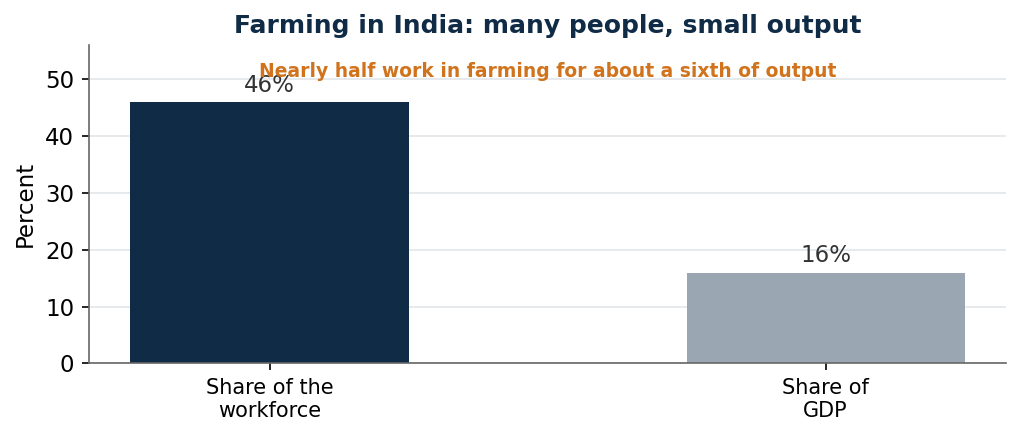 Farming in India: many people, small output
Nearly half work in farming for about a sixth of output
46%
16%
Percent
50
40
30
20
10
0
Share of the
workforce
Share of
GDP